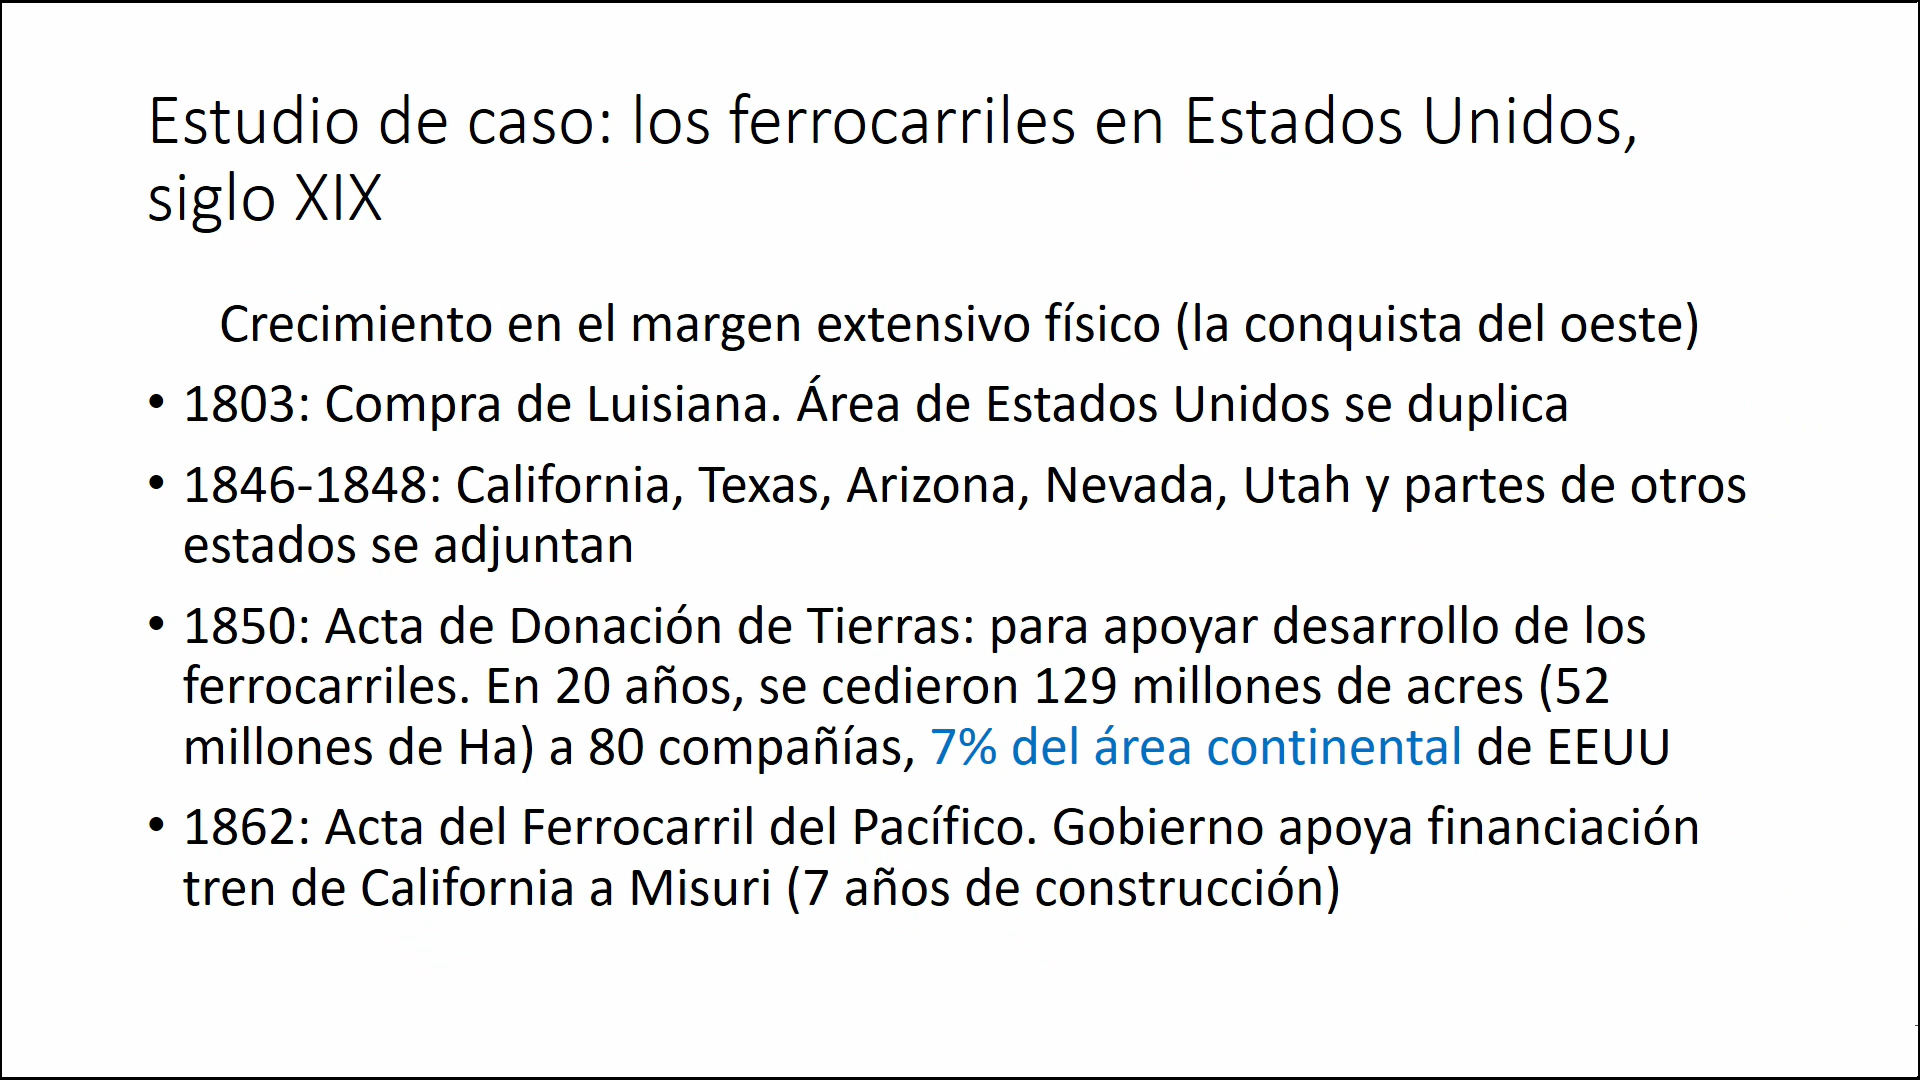 Estudio de caso: los ferrocarriles en Estados Unidos,
siglo XIX
Crecimiento en el margen extensivo físico (la conquista del oeste)
• 1803: Compra de Luisiana. Área de Estados Unidos se duplica
• 1846-1848: California, Texas, Arizona, Nevada, Utah y partes de otros
estados se adjuntan
• 1850: Acta de Donación de Tierras: para apoyar desarrollo de los
ferrocarriles. En 20 años, se cedieron 129 millones de acres (52
millones de Ha) a 80 compañías, 7% del área continental de EEUU
• 1862: Acta del Ferrocarril del Pacífico. Gobierno apoya financiación
tren de California a Misuri (7 años de construcción)